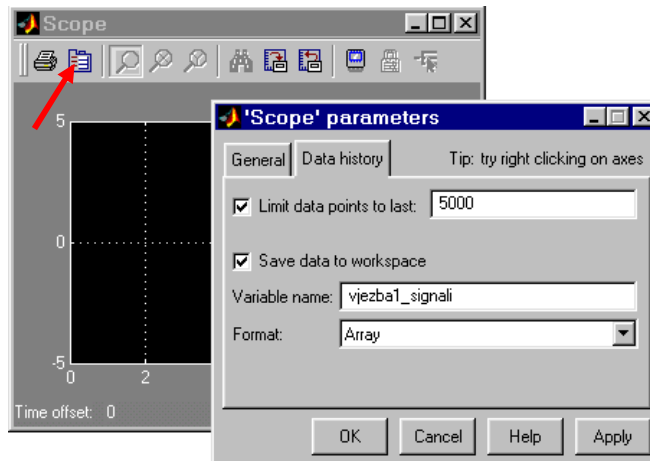 Scope
5
0
-5
0
2
Time offset: 0
'Scope' parameters
General Data history Tip: try right clicking on axes
Limit data points to last: 5000
Save data to workspace
Variable name: vjezba1_signali
Format: Array
OK Cancel Help Apply